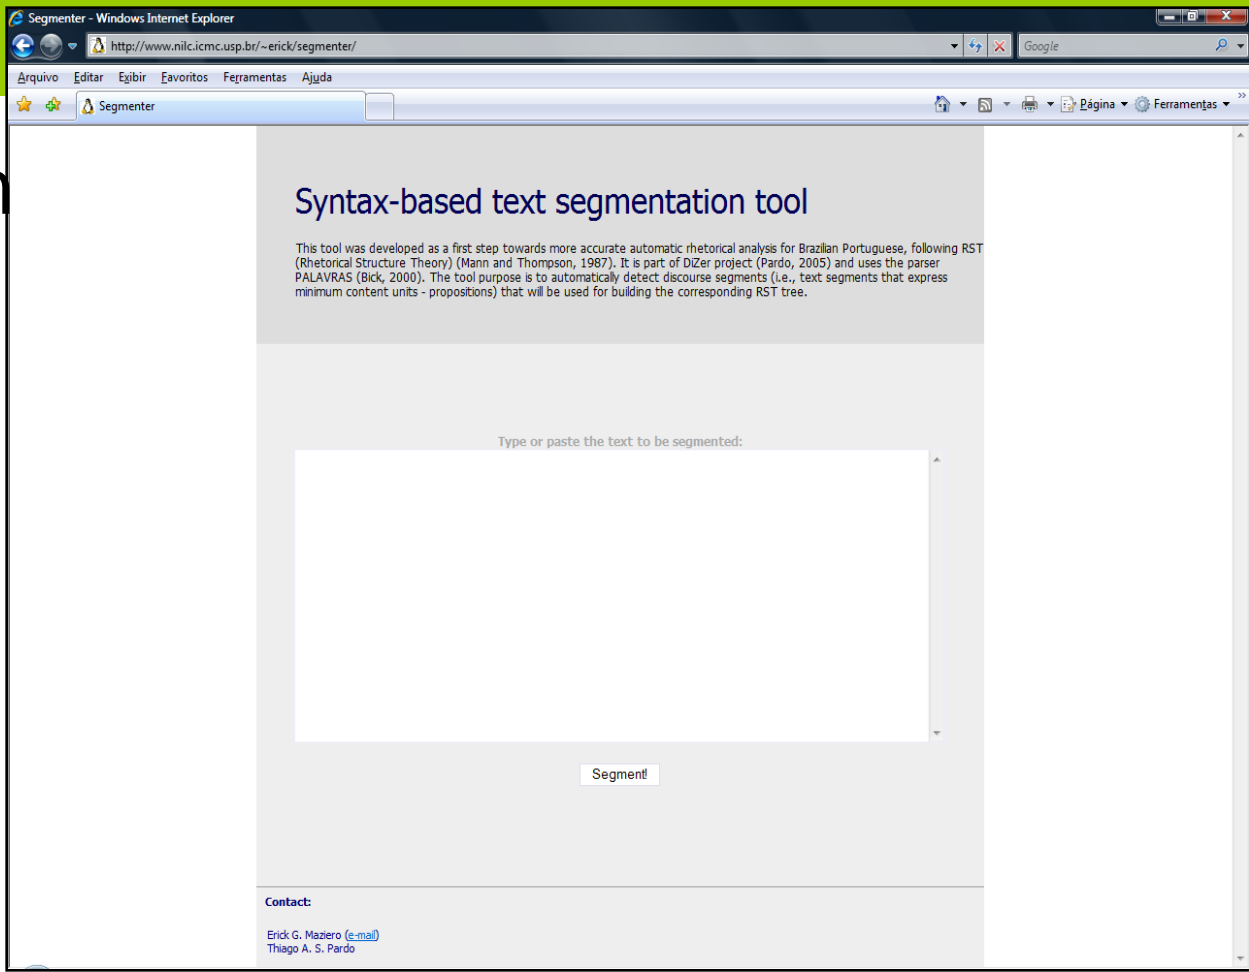 Segmenter - Windows Internet Explorer
http://www.nilc.icmc.usp.br/~erick/segmenter/
Google
Arquivo Editar Exibir Favoritos Ferramentas Ajuda
Segmenter
Página Ferramentas
Syntax-based text segmentation tool
This tool was developed as a first step towards more accurate automatic rhetorical analysis for Brazilian Portuguese, following RST
(Rhetorical Structure Theory) (Mann and Thompson, 1987). It is part of DiZer project (Pardo, 2005) and uses the parser
PALAVRAS (Bick, 2000). The tool purpose is to automatically detect discourse segments (i.e., text segments that express
minimum content units - propositions) that will be used for building the corresponding RST tree.
Type or paste the text to be segmented:
Segment!
Contact:
Erick G. Maziero (e-mail)
Thiago A. S. Pardo